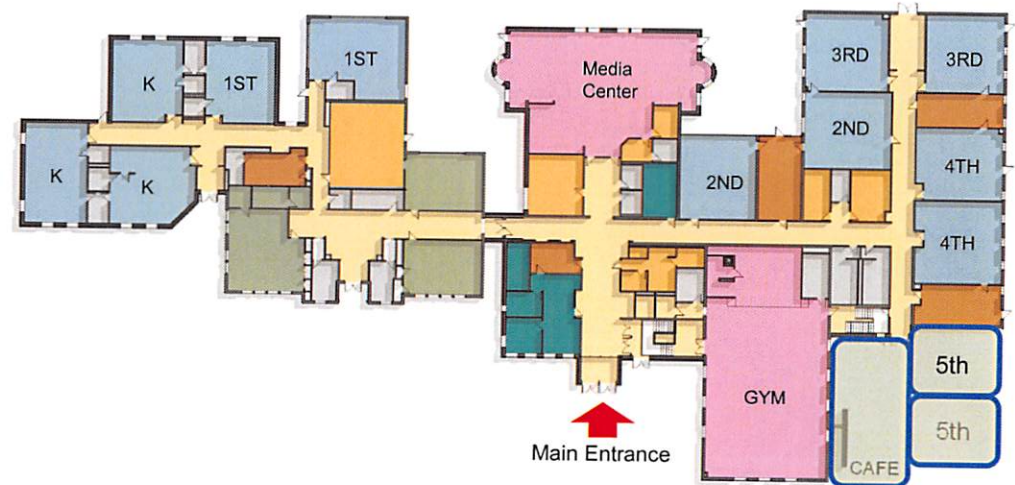 K
1ST
1ST
Media
Center
3RD
3RD
K
K
2ND
2ND
4TH
4TH
GYM
5th
5th
CAFE
Main Entrance